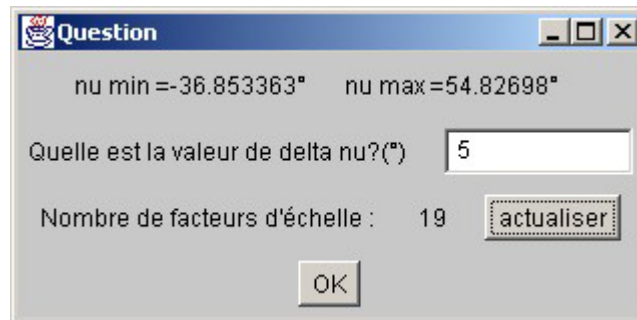 Question
nu min =-36.853363° nu max =54.82698°
Quelle est la valeur de delta nu?(°) 5
Nombre de facteurs d'échelle : 19 actualiser
OK